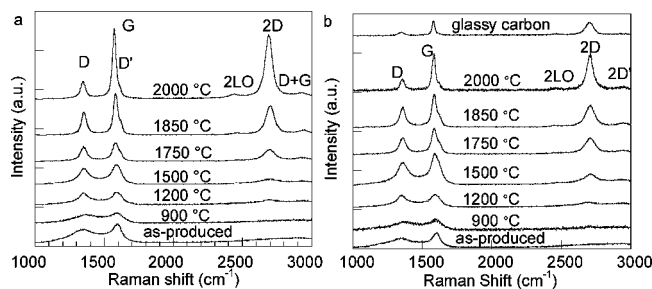 a
G
D
D'
2D
2LO
D+G
2000 °C
1850 °C
1750 °C
1500 °C
1200 °C
900 °C
as-produced
Intensity (a.u.)
1000 1500 2000 2500 3000
Raman shift (cm⁻¹)
b
glassy carbon
G
D
2D
2LO
2D'
2000 °C
1850 °C
1750 °C
1500 °C
1200 °C
900 °C
as-produced
Intensity (a.u.)
1000 1500 2000 2500 3000
Raman Shift (cm⁻¹)